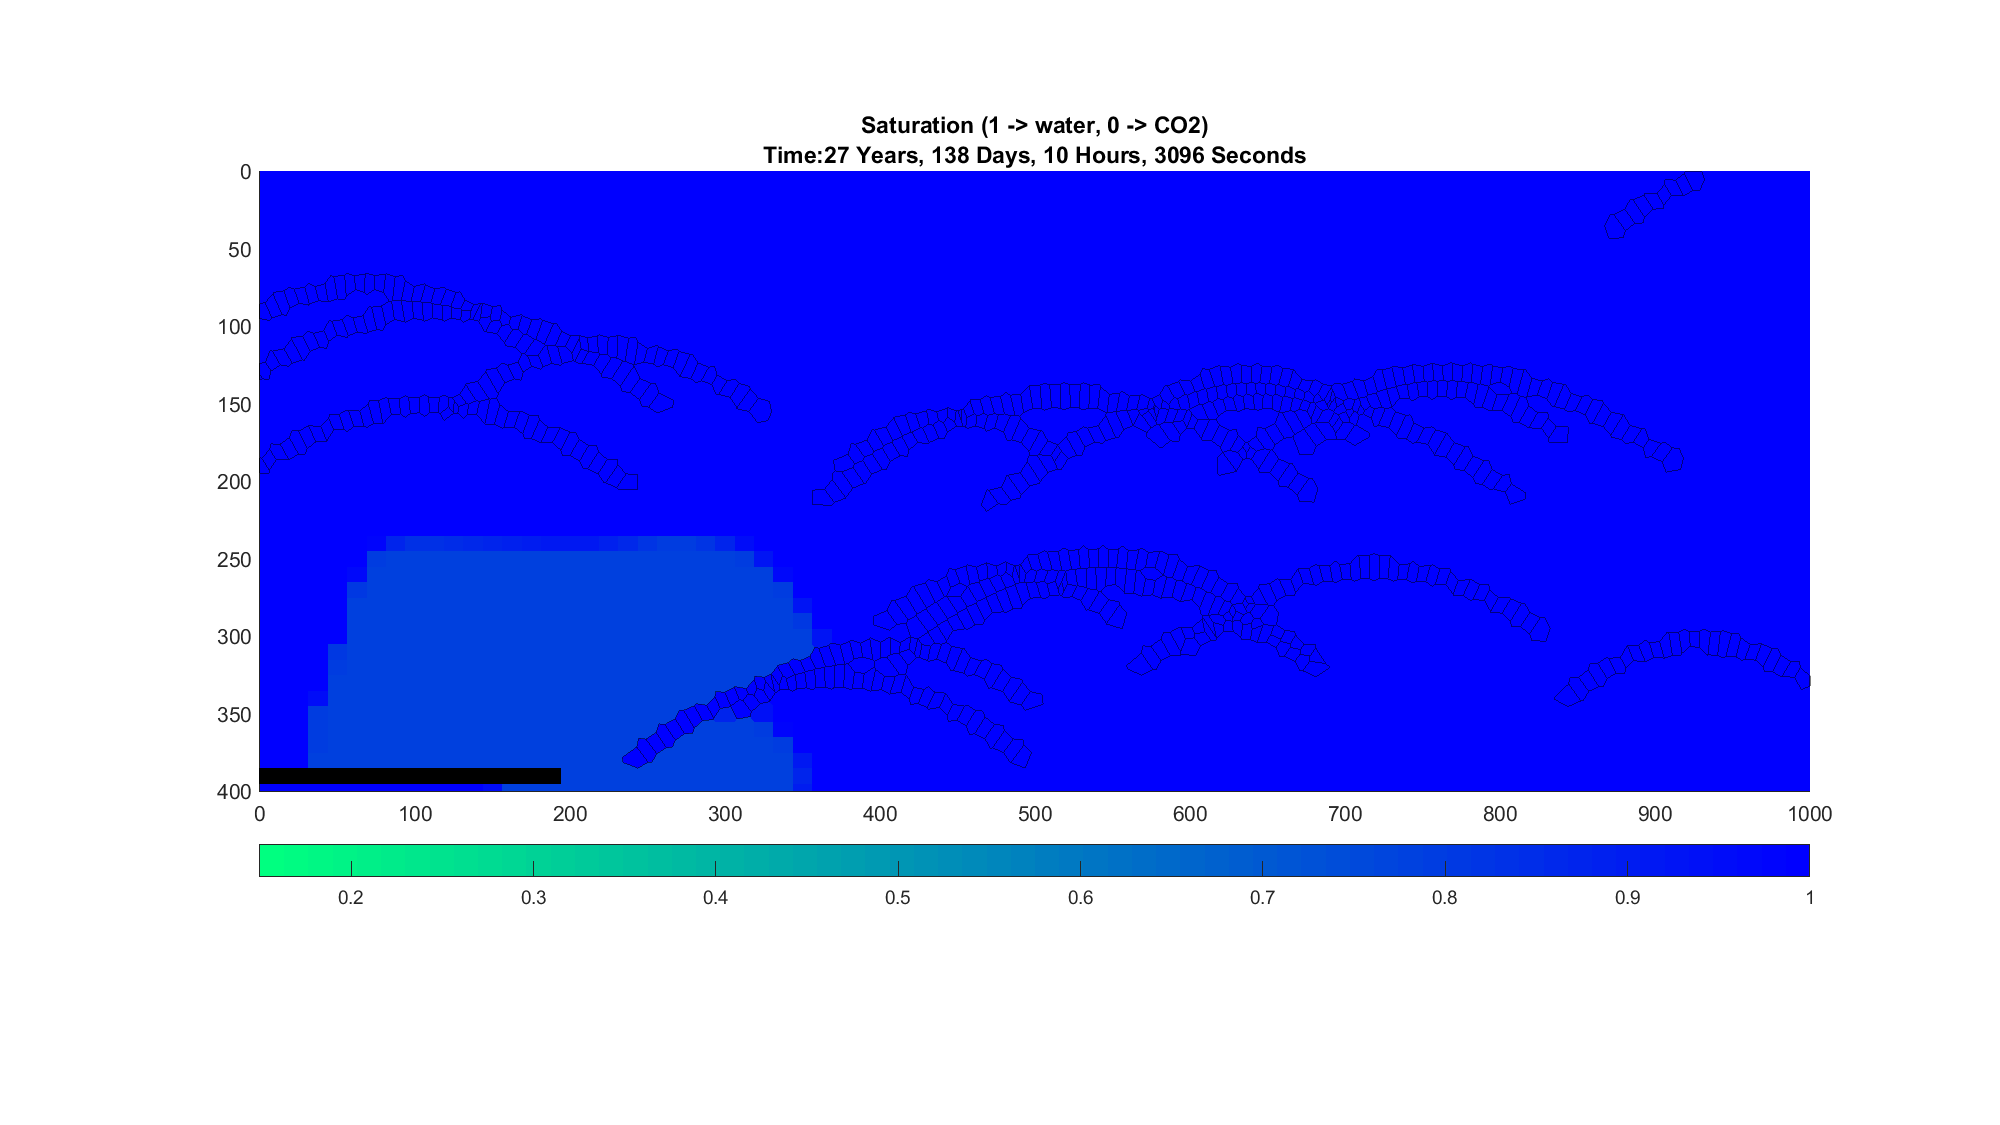 Saturation (1 -> water, 0 -> CO2)
Time:27 Years, 138 Days, 10 Hours, 3096 Seconds
0
50
100
150
200
250
300
350
400
0 100 200 300 400 500 600 700 800 900 1000
0.2 0.3 0.4 0.5 0.6 0.7 0.8 0.9 1